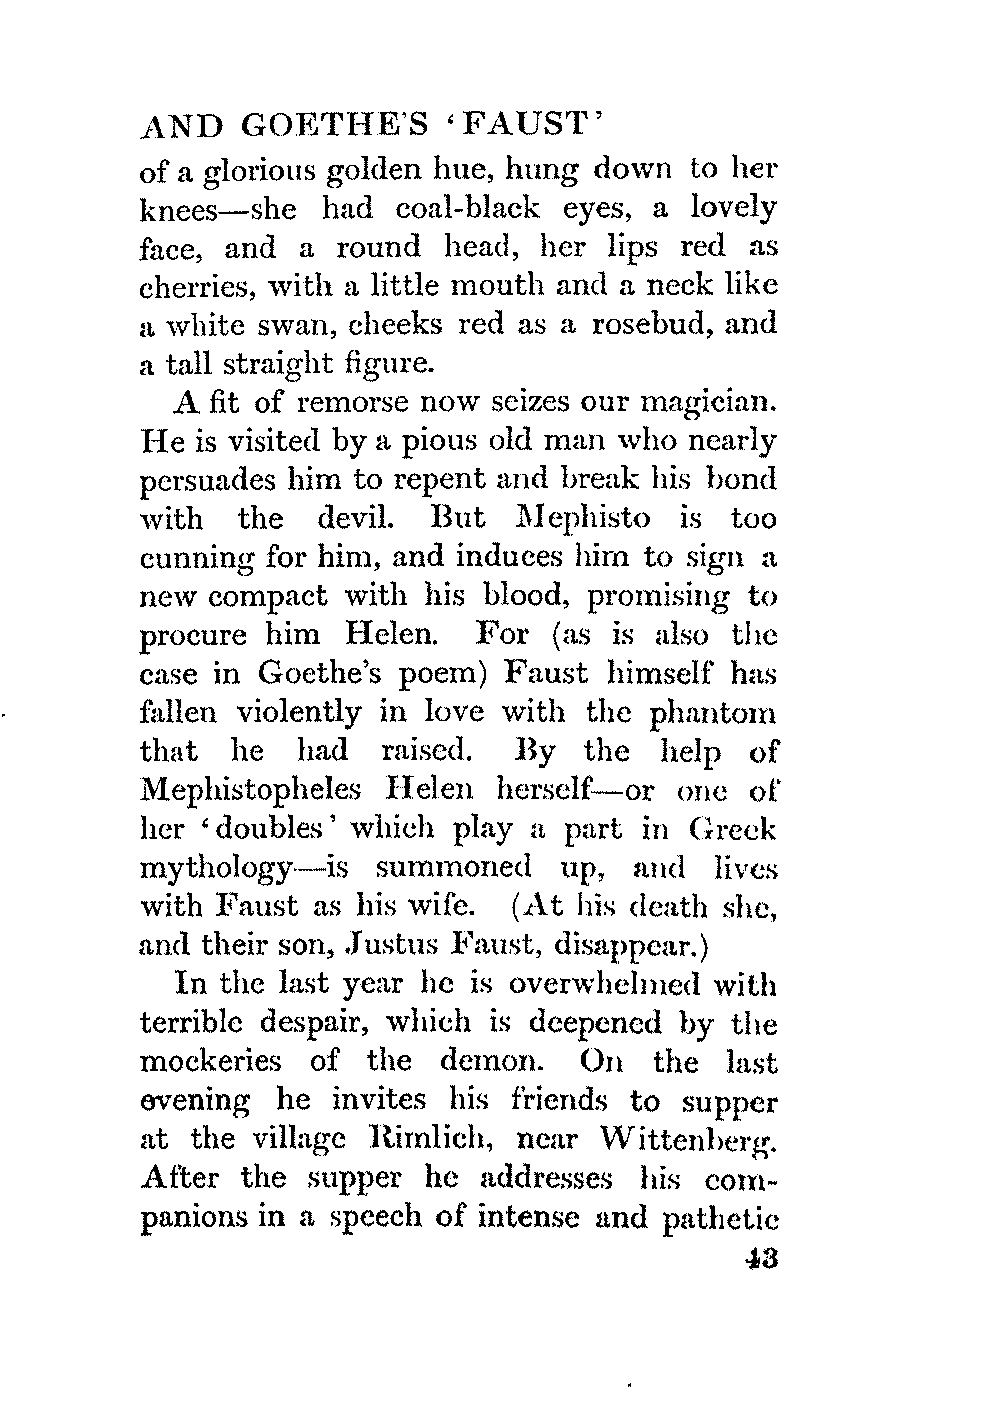 AND GOETHE'S ‘FAUST’
of a glorious golden hue, hung down to her
knees—she had coal-black eyes, a lovely
face, and a round head, her lips red as
cherries, with a little mouth and a neck like
a white swan, cheeks red as a rosebud, and
a tall straight figure.
A fit of remorse now seizes our magician.
He is visited by a pious old man who nearly
persuades him to repent and break his bond
with the devil. But Mephisto is too
cunning for him, and induces him to sign a
new compact with his blood, promising to
procure him Helen. For (as is also the
case in Goethe's poem) Faust himself has
fallen violently in love with the phantom
that he had raised. By the help of
Mephistopheles Helen herself—or one of
her ‘doubles’ which play a part in Greek
mythology—is summoned up, and lives
with Faust as his wife. (At his death she,
and their son, Justus Faust, disappear.)
In the last year he is overwhelmed with
terrible despair, which is deepened by the
mockeries of the demon. On the last
evening he invites his friends to supper
at the village Rimlich, near Wittenberg.
After the supper he addresses his com-
panions in a speech of intense and pathetic
43